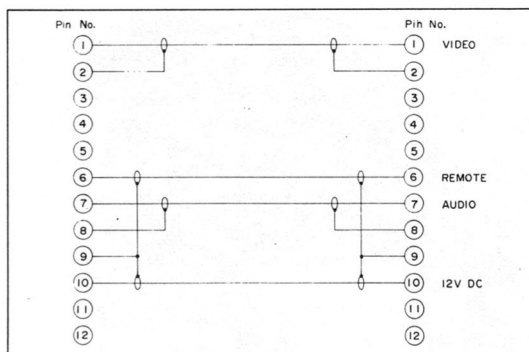 Pin No. Pin No.
1 1 VIDEO
2 2
3 3
4 4
5 5
6 6 REMOTE
7 7 AUDIO
8 8
9 9
10 10 12V DC
11 11
12 12